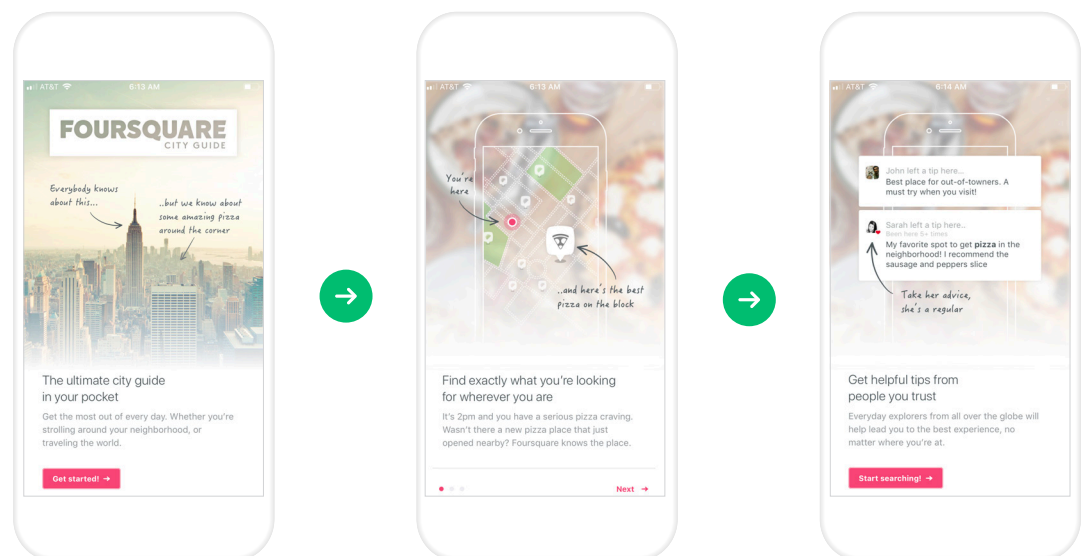 AT&T 6:13 AM
FOURSQUARE
CITY GUIDE
Everybody knows
about this...
..but we know about
some amazing pizza
around the corner
The ultimate city guide
in your pocket
Get the most out of every day. Whether you're
strolling around your neighborhood, or
traveling the world.
Get started! →
AT&T 6:13 AM
You're
here
..and here's the best
pizza on the block
Find exactly what you're looking
for wherever you are
It's 2pm and you have a serious pizza craving.
Wasn't there a new pizza place that just
opened nearby? Foursquare knows the place.
Next →
AT&T 6:14 AM
John left a tip here...
Best place for out-of-towners. A
must try when you visit!
Sarah left a tip here..
Been here 5+ times
My favorite spot to get pizza in the
neighborhood! I recommend the
sausage and peppers slice
Take her advice,
she's a regular
Get helpful tips from
people you trust
Everyday explorers from all over the globe will
help lead you to the best experience, no
matter where you're at.
Start searching! →